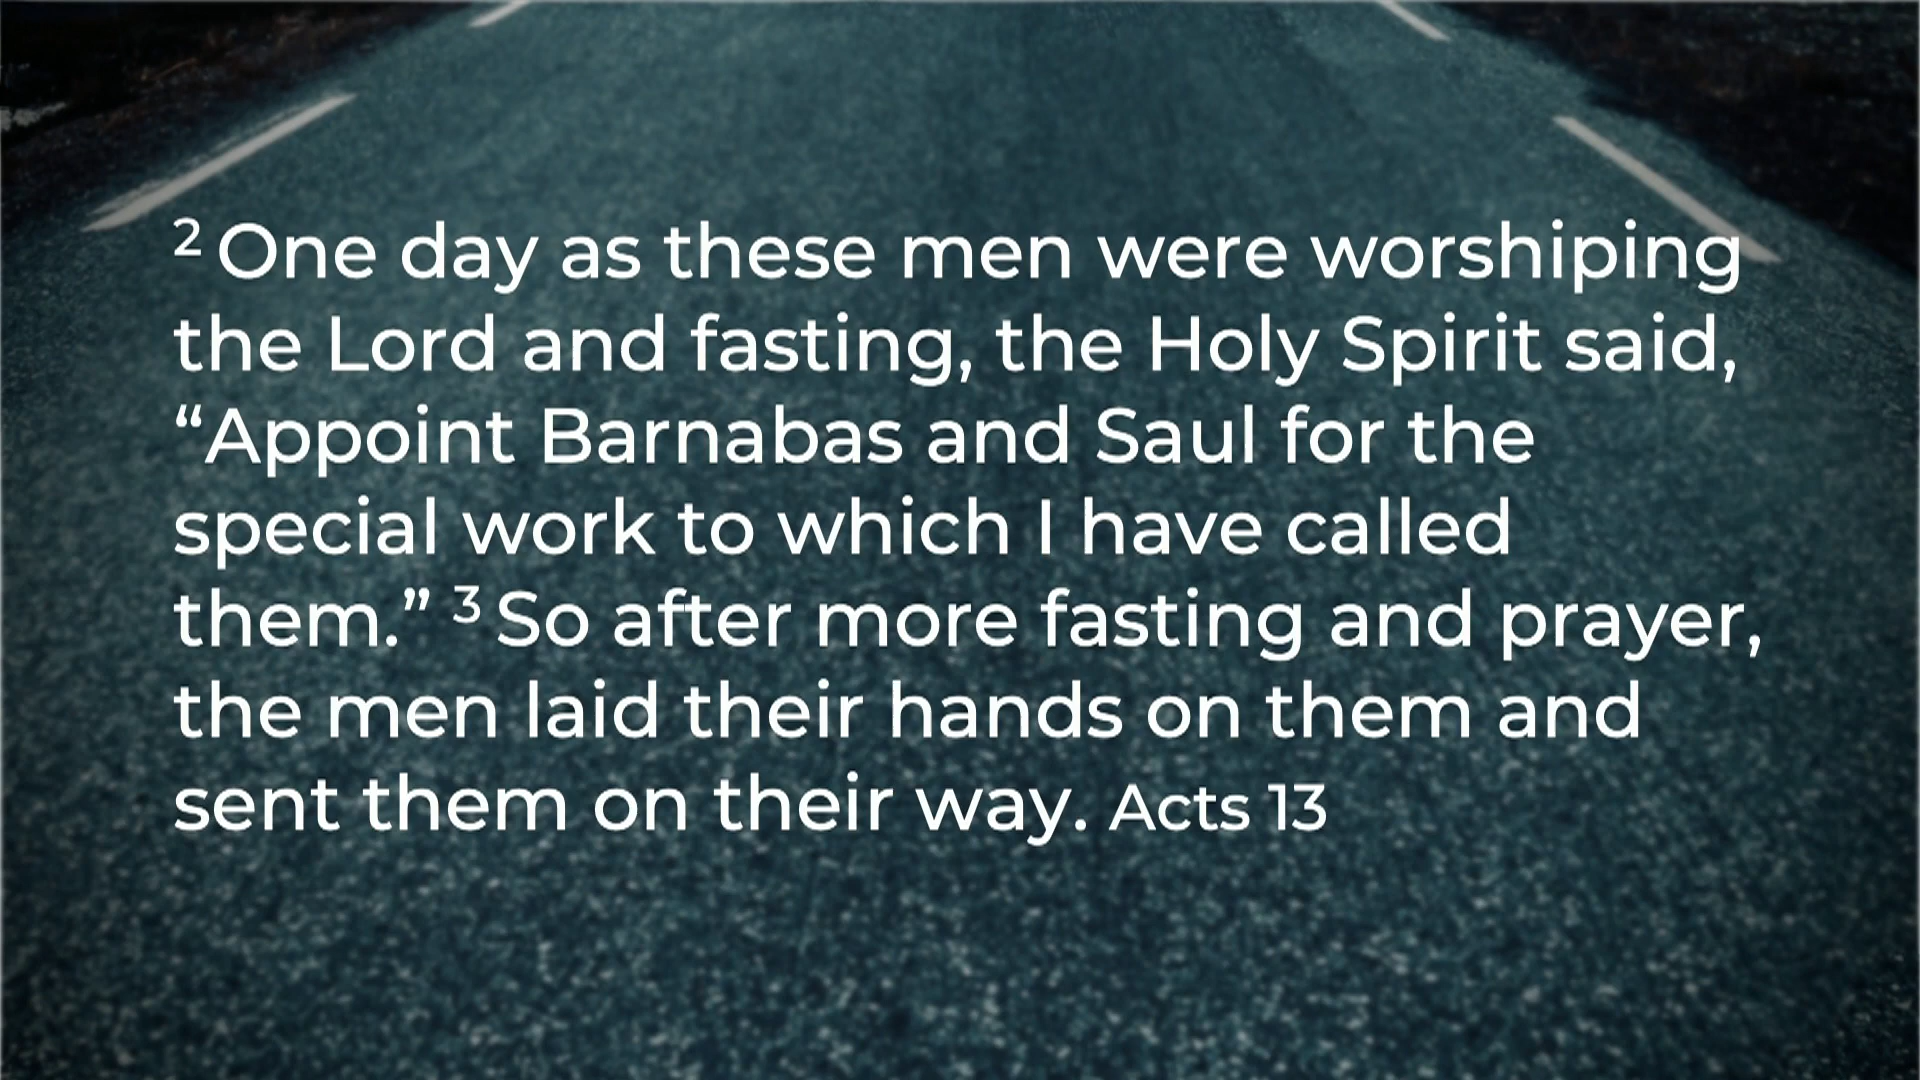 ² One day as these men were worshiping
the Lord and fasting, the Holy Spirit said,
“Appoint Barnabas and Saul for the
special work to which I have called
them.” ³ So after more fasting and prayer,
the men laid their hands on them and
sent them on their way. Acts 13